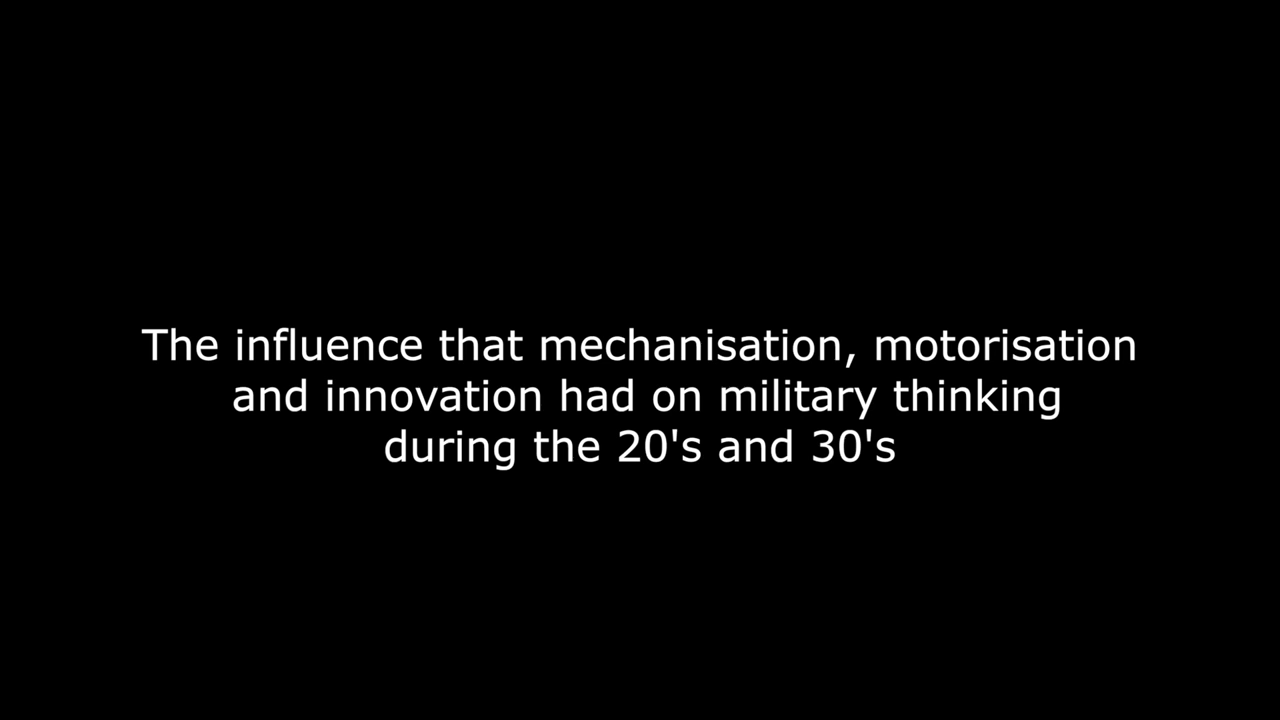 The influence that mechanisation, motorisation
and innovation had on military thinking
during the 20's and 30's